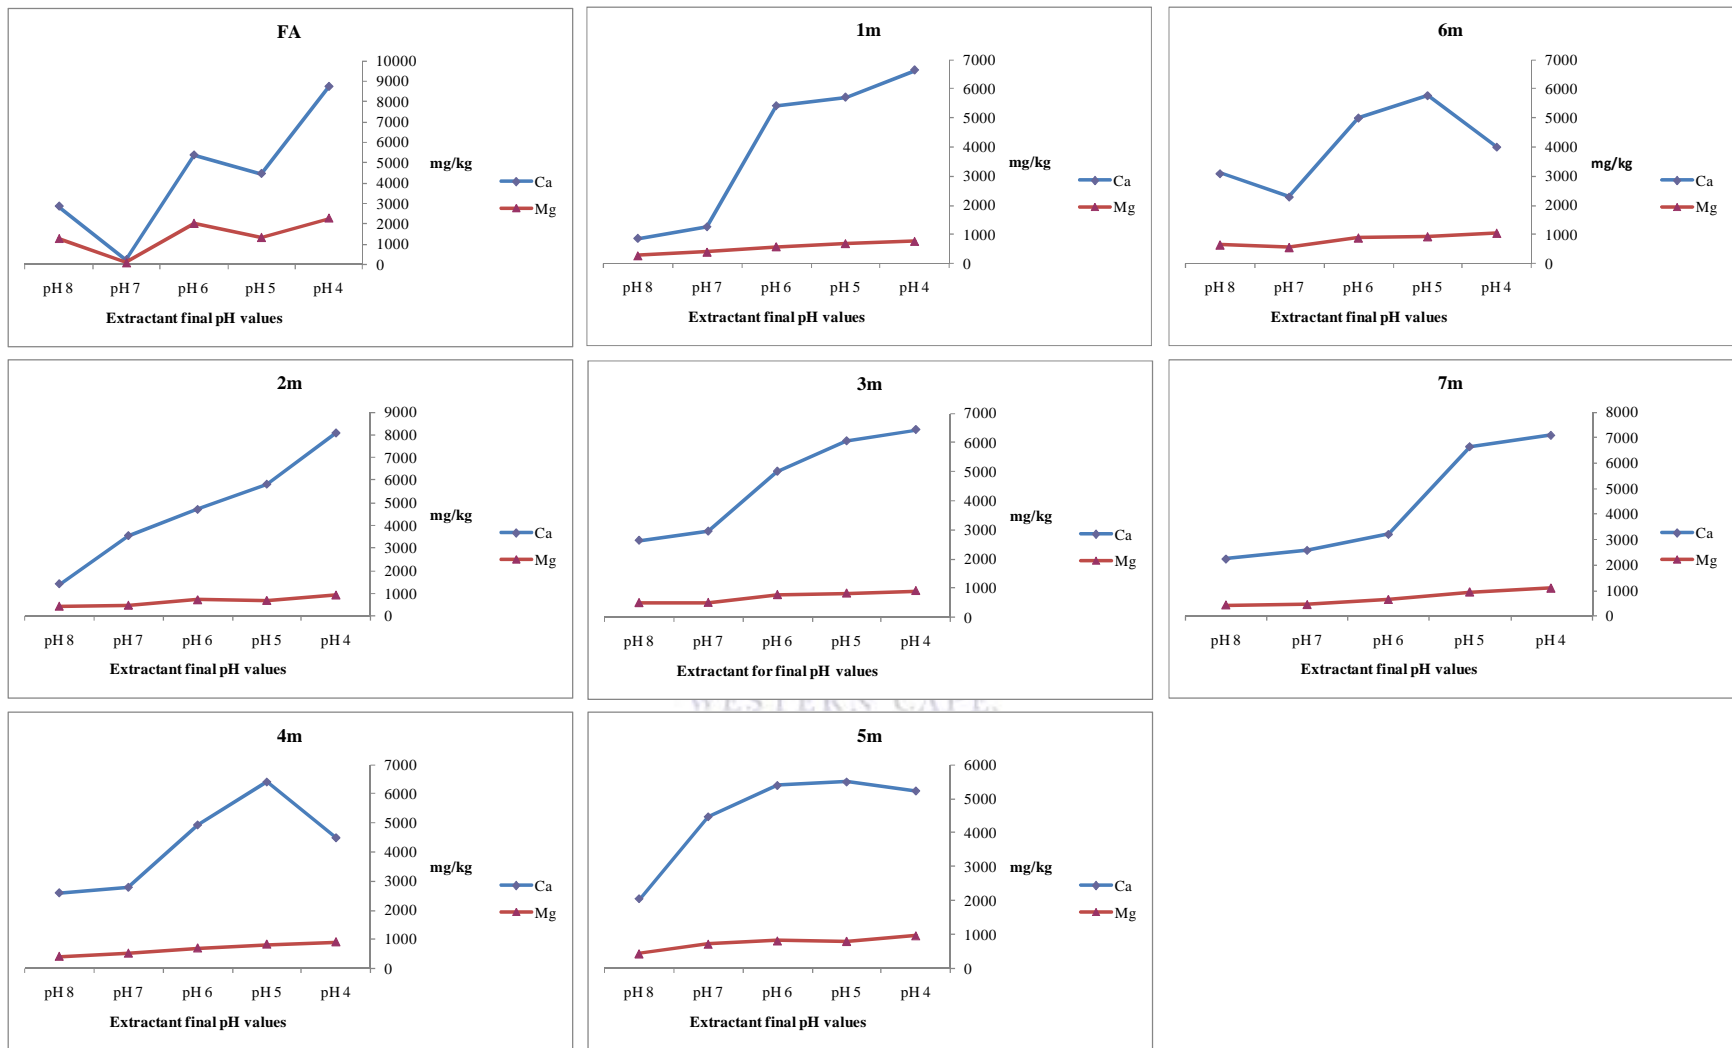 FA
10000
9000
8000
7000
6000
5000
4000
3000
2000
1000
0
mg/kg
Ca
Mg
pH 8 pH 7 pH 6 pH 5 pH 4
Extractant final pH values
1m
7000
6000
5000
4000
3000
2000
1000
0
mg/kg
Ca
Mg
pH 8 pH 7 pH 6 pH 5 pH 4
Extractant final pH values
6m
7000
6000
5000
4000
3000
2000
1000
0
mg/kg
Ca
Mg
pH 8 pH 7 pH 6 pH 5 pH 4
Extractant final pH values
2m
9000
8000
7000
6000
5000
4000
3000
2000
1000
0
mg/kg
Ca
Mg
pH 8 pH 7 pH 6 pH 5 pH 4
Extractant final pH values
3m
7000
6000
5000
4000
3000
2000
1000
0
mg/kg
Ca
Mg
pH 8 pH 7 pH 6 pH 5 pH 4
Extractant for final pH values
7m
8000
7000
6000
5000
4000
3000
2000
1000
0
mg/kg
Ca
Mg
pH 8 pH 7 pH 6 pH 5 pH 4
Extractant final pH values
WESTERN CAPE
4m
7000
6000
5000
4000
3000
2000
1000
0
mg/kg
Ca
Mg
pH 8 pH 7 pH 6 pH 5 pH 4
Extractant final pH values
5m
6000
5000
4000
3000
2000
1000
0
mg/kg
Ca
Mg
pH 8 pH 7 pH 6 pH 5 pH 4
Extractant final pH values